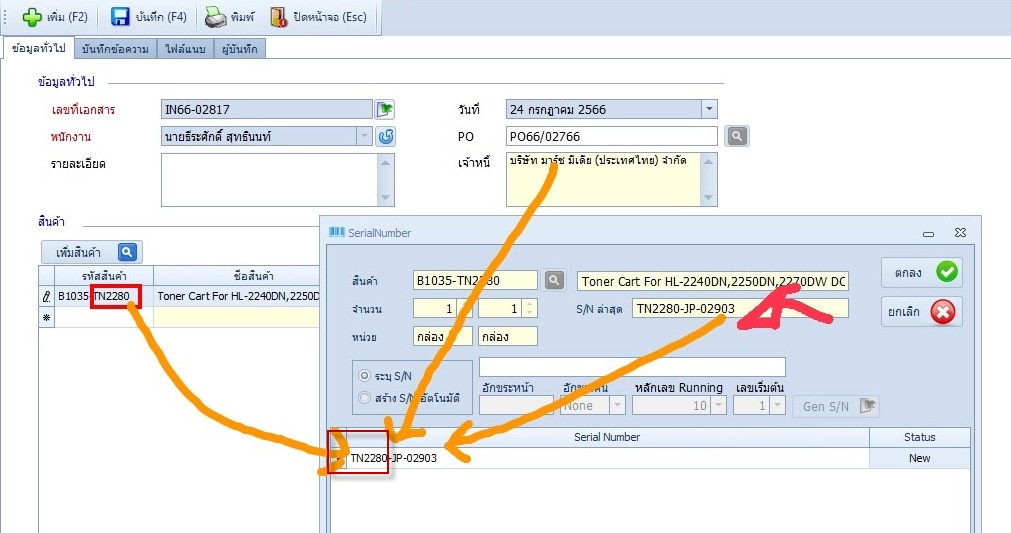 เพิ่ม (F2) บันทึก (F4) พิมพ์ ปิดหน้าจอ (Esc)
ข้อมูลทั่วไป บันทึกข้อความ ไฟล์แนบ ผู้บันทึก
ข้อมูลทั่วไป
เลขที่เอกสาร IN66-02817 วันที่ 24 กรกฎาคม 2566
พนักงาน นายธีระศักดิ์ สุทธินนท์ PO PO66/02766
รายละเอียด เจ้าหนี้ บริษัท มาร์ช มีเดีย (ประเทศไทย) จำกัด
สินค้า
เพิ่มสินค้า
รหัสสินค้า ชื่อสินค้า
B1035-TN2280 Toner Cart For HL-2240DN,2250D
SerialNumber
สินค้า B1035-TN2280 Toner Cart For HL-2240DN,2250DN,2270DW DC
ตกลง
จำนวน 1 1 S/N ล่าสุด TN2280-JP-02903
ยกเลิก
หน่วย กล่อง กล่อง
ระบุ S/N
สร้าง S/N อัตโนมัติ
อักขระหน้า หลักเลข Running เลขเริ่มต้น
None 10 1 Gen S/N
Serial Number Status
TN2280-JP-02903 New